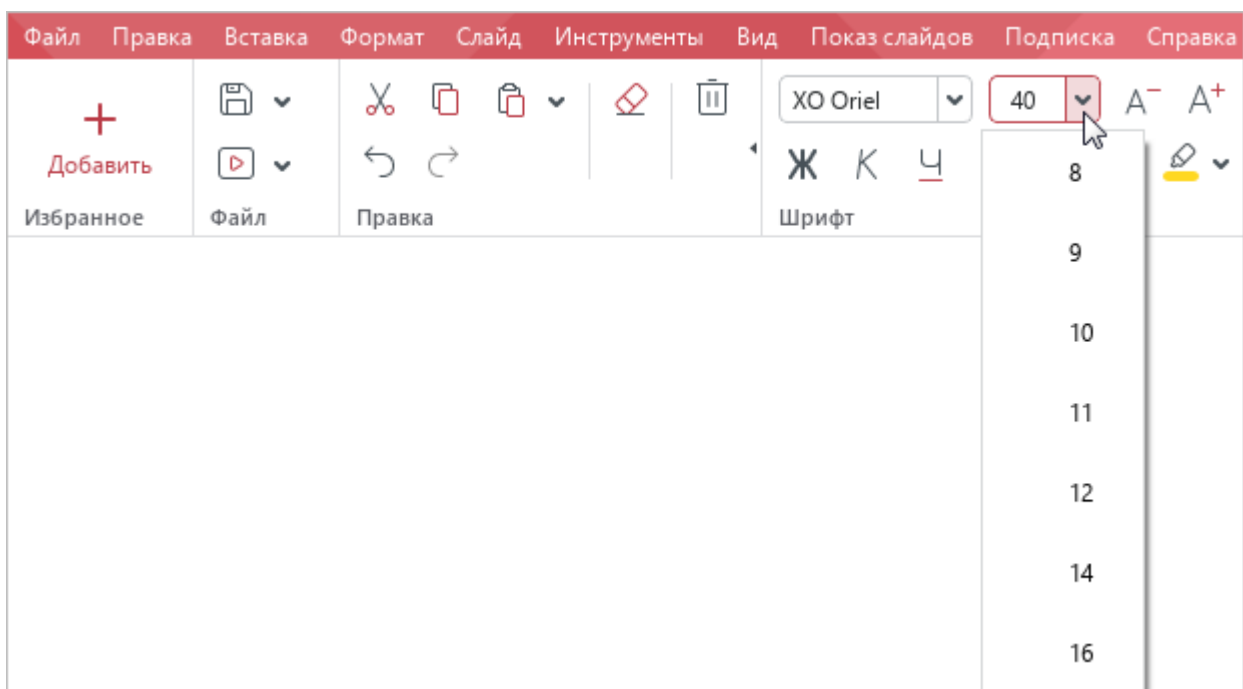 Файл Правка Вставка Формат Слайд Инструменты Вид Показ слайдов Подписка Справка
XO Oriel 40 A− A+
Добавить Ж К Ч
Избранное Файл Правка Шрифт
8
9
10
11
12
14
16